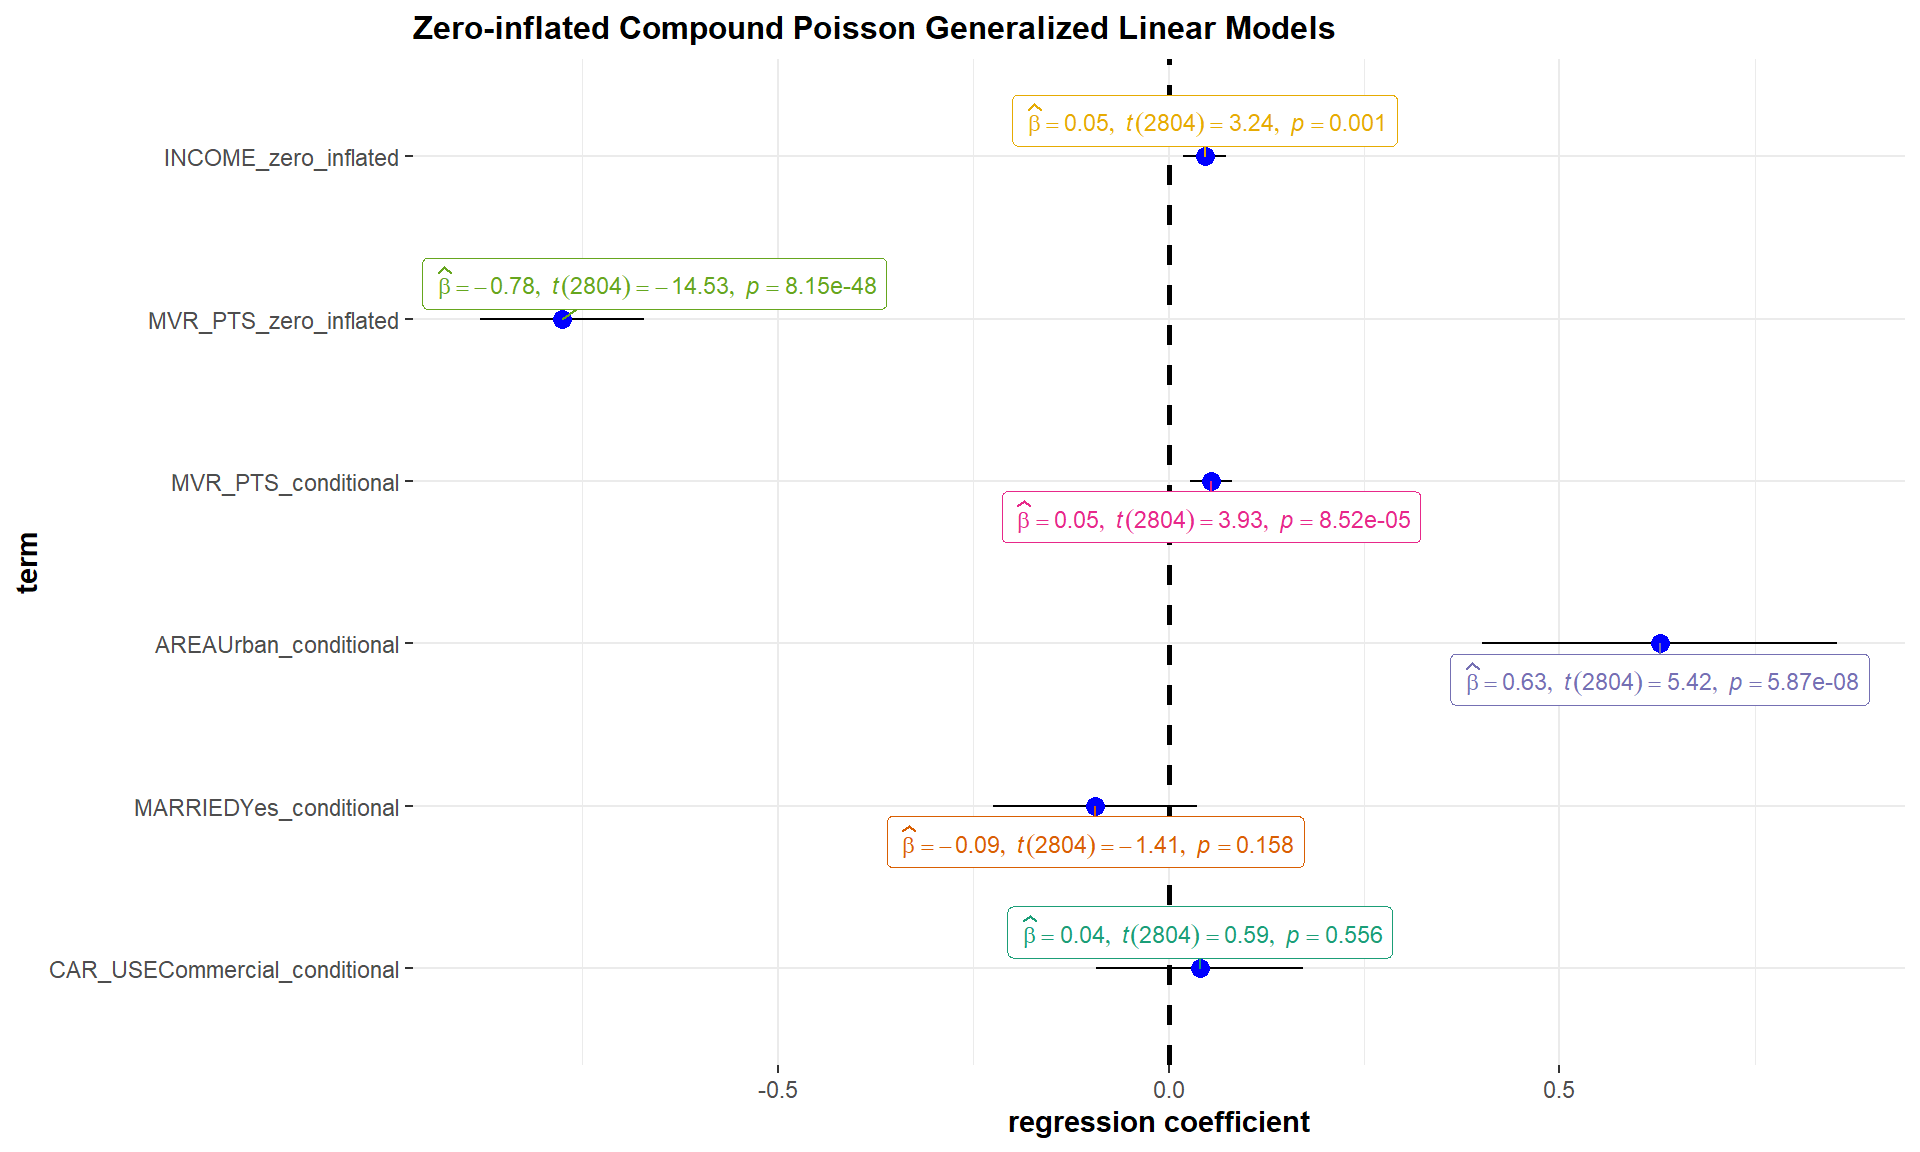 Zero-inflated Compound Poisson Generalized Linear Models
INCOME_zero_inflated
β̂ = 0.05, t(2804) = 3.24, p = 0.001
MVR_PTS_zero_inflated
β̂ = −0.78, t(2804) = −14.53, p = 8.15e-48
MVR_PTS_conditional
β̂ = 0.05, t(2804) = 3.93, p = 8.52e-05
term
AREAUrban_conditional
β̂ = 0.63, t(2804) = 5.42, p = 5.87e-08
MARRIEDYes_conditional
β̂ = −0.09, t(2804) = −1.41, p = 0.158
β̂ = 0.04, t(2804) = 0.59, p = 0.556
CAR_USECommercial_conditional
-0.5 0.0 0.5
regression coefficient